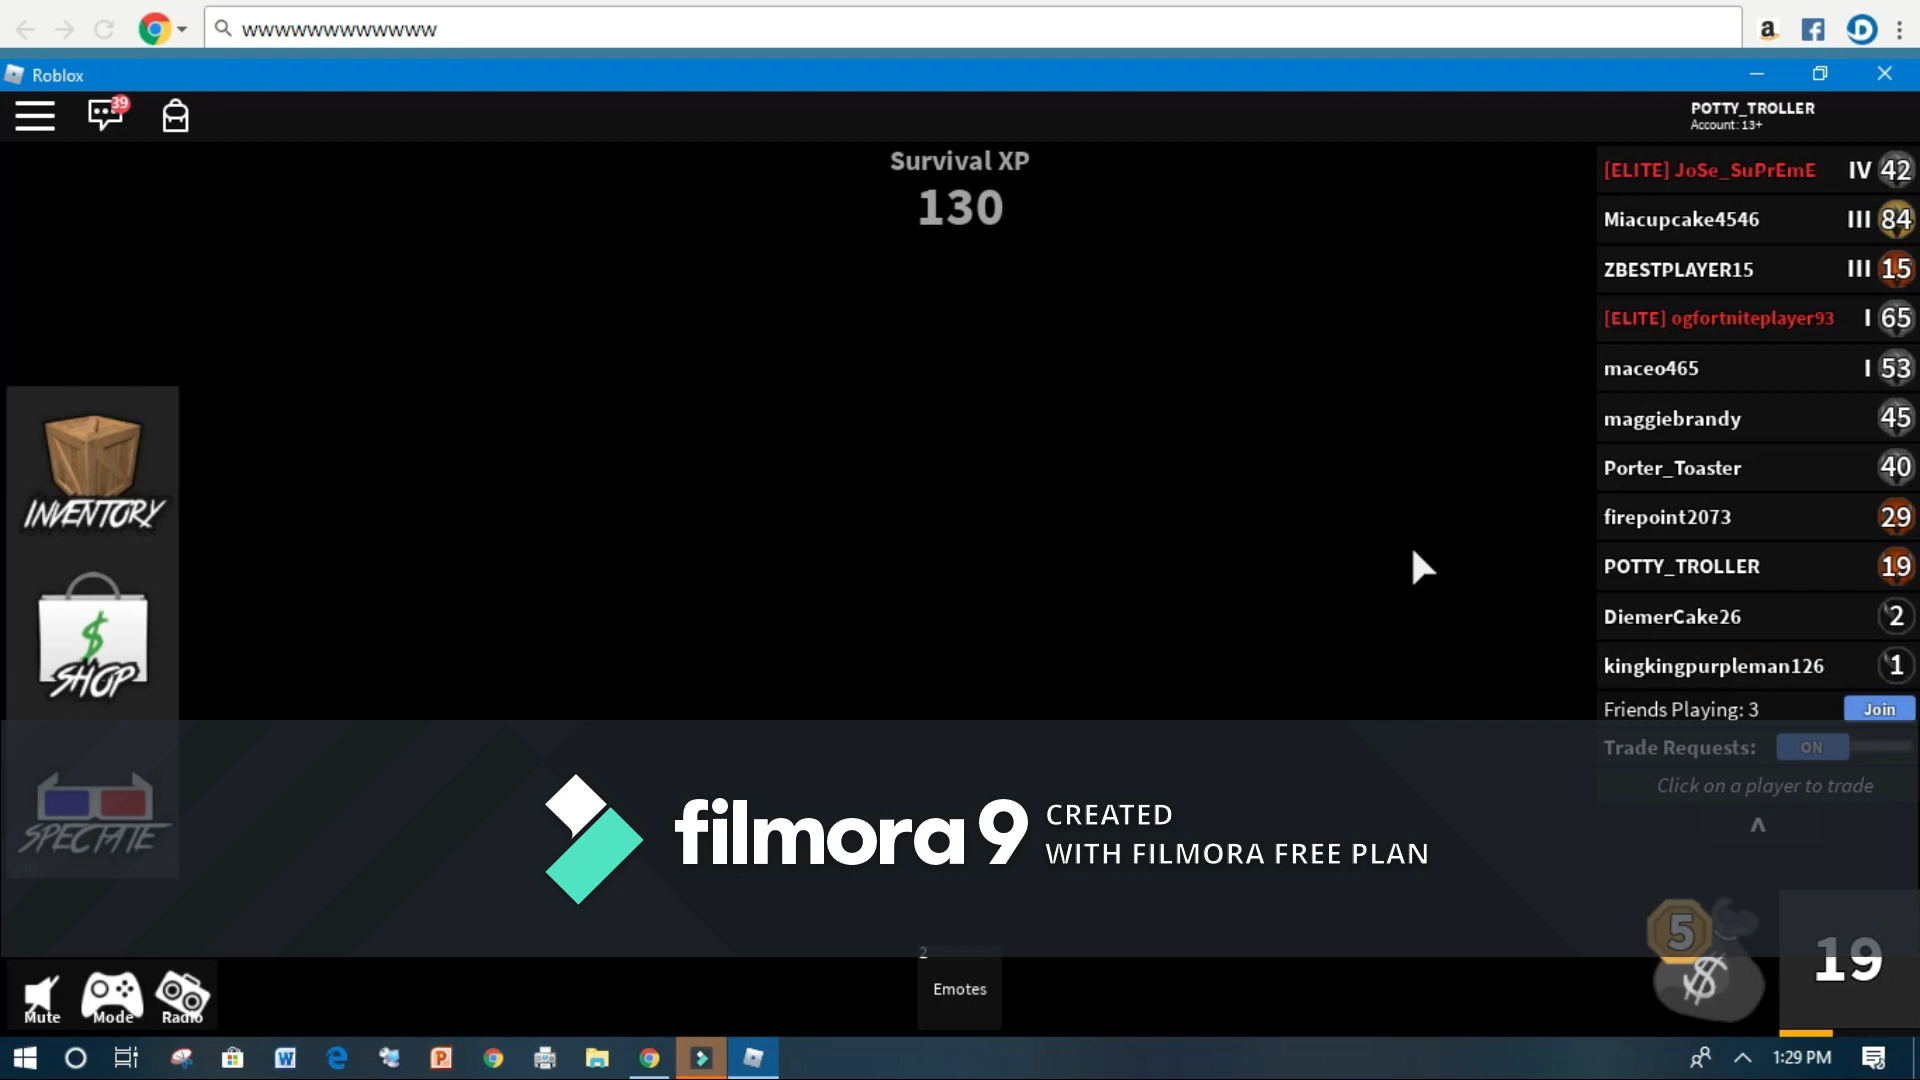 wwwwwwwwwwww
Roblox
39
POTTY_TROLLER
Account: 13+
Survival XP
130
[ELITE] JoSe_SuPrEmE IV 42
Miacupcake4546 III 84
ZBESTPLAYER15 III 15
[ELITE] ogfortniteplayer93 I 65
maceo465 I 53
maggiebrandy 45
Porter_Toaster 40
firepoint2073 29
POTTY_TROLLER 19
DiemerCake26 2
kingkingpurpleman126 1
Friends Playing: 3 Join
Trade Requests: ON
Click on a player to trade
INVENTORY
$
SHOP
SPECTATE
filmora 9 CREATED
WITH FILMORA FREE PLAN
5
$
19
2
Emotes
Mute
Mode
Radio
1:29 PM